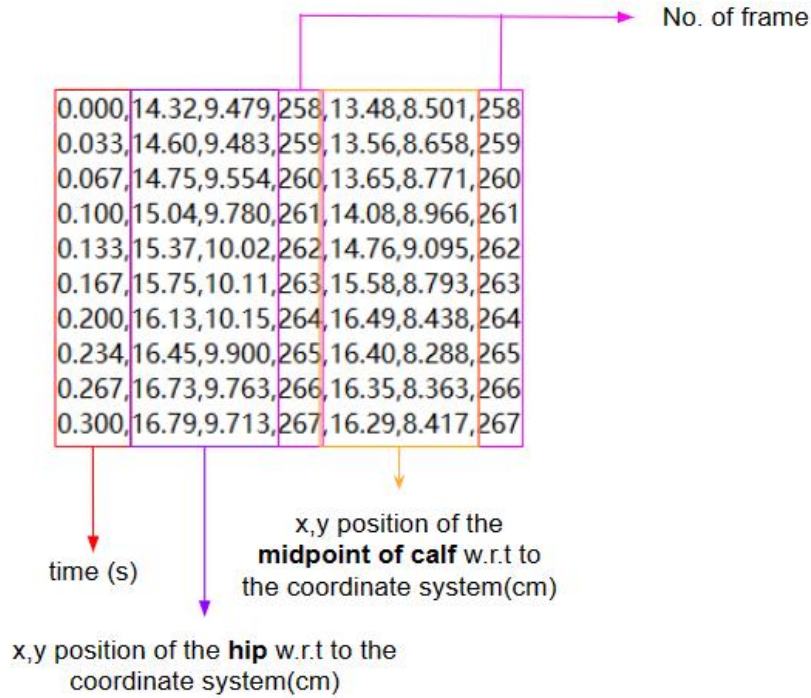 No. of frame
0.000,14.32,9.479,258,13.48,8.501,258
0.033,14.60,9.483,259,13.56,8.658,259
0.067,14.75,9.554,260,13.65,8.771,260
0.100,15.04,9.780,261,14.08,8.966,261
0.133,15.37,10.02,262,14.76,9.095,262
0.167,15.75,10.11,263,15.58,8.793,263
0.200,16.13,10.15,264,16.49,8.438,264
0.234,16.45,9.900,265,16.40,8.288,265
0.267,16.73,9.763,266,16.35,8.363,266
0.300,16.79,9.713,267,16.29,8.417,267
x,y position of the
midpoint of calf w.r.t to
the coordinate system(cm)
time (s)
x,y position of the hip w.r.t to the
coordinate system(cm)